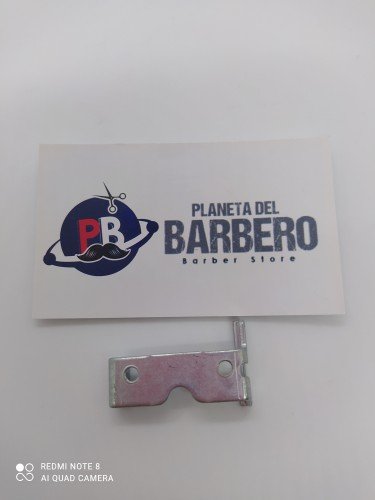 PB
PLANETA DEL
BARBERO
Barber Store
REDMI NOTE 8
AI QUAD CAMERA